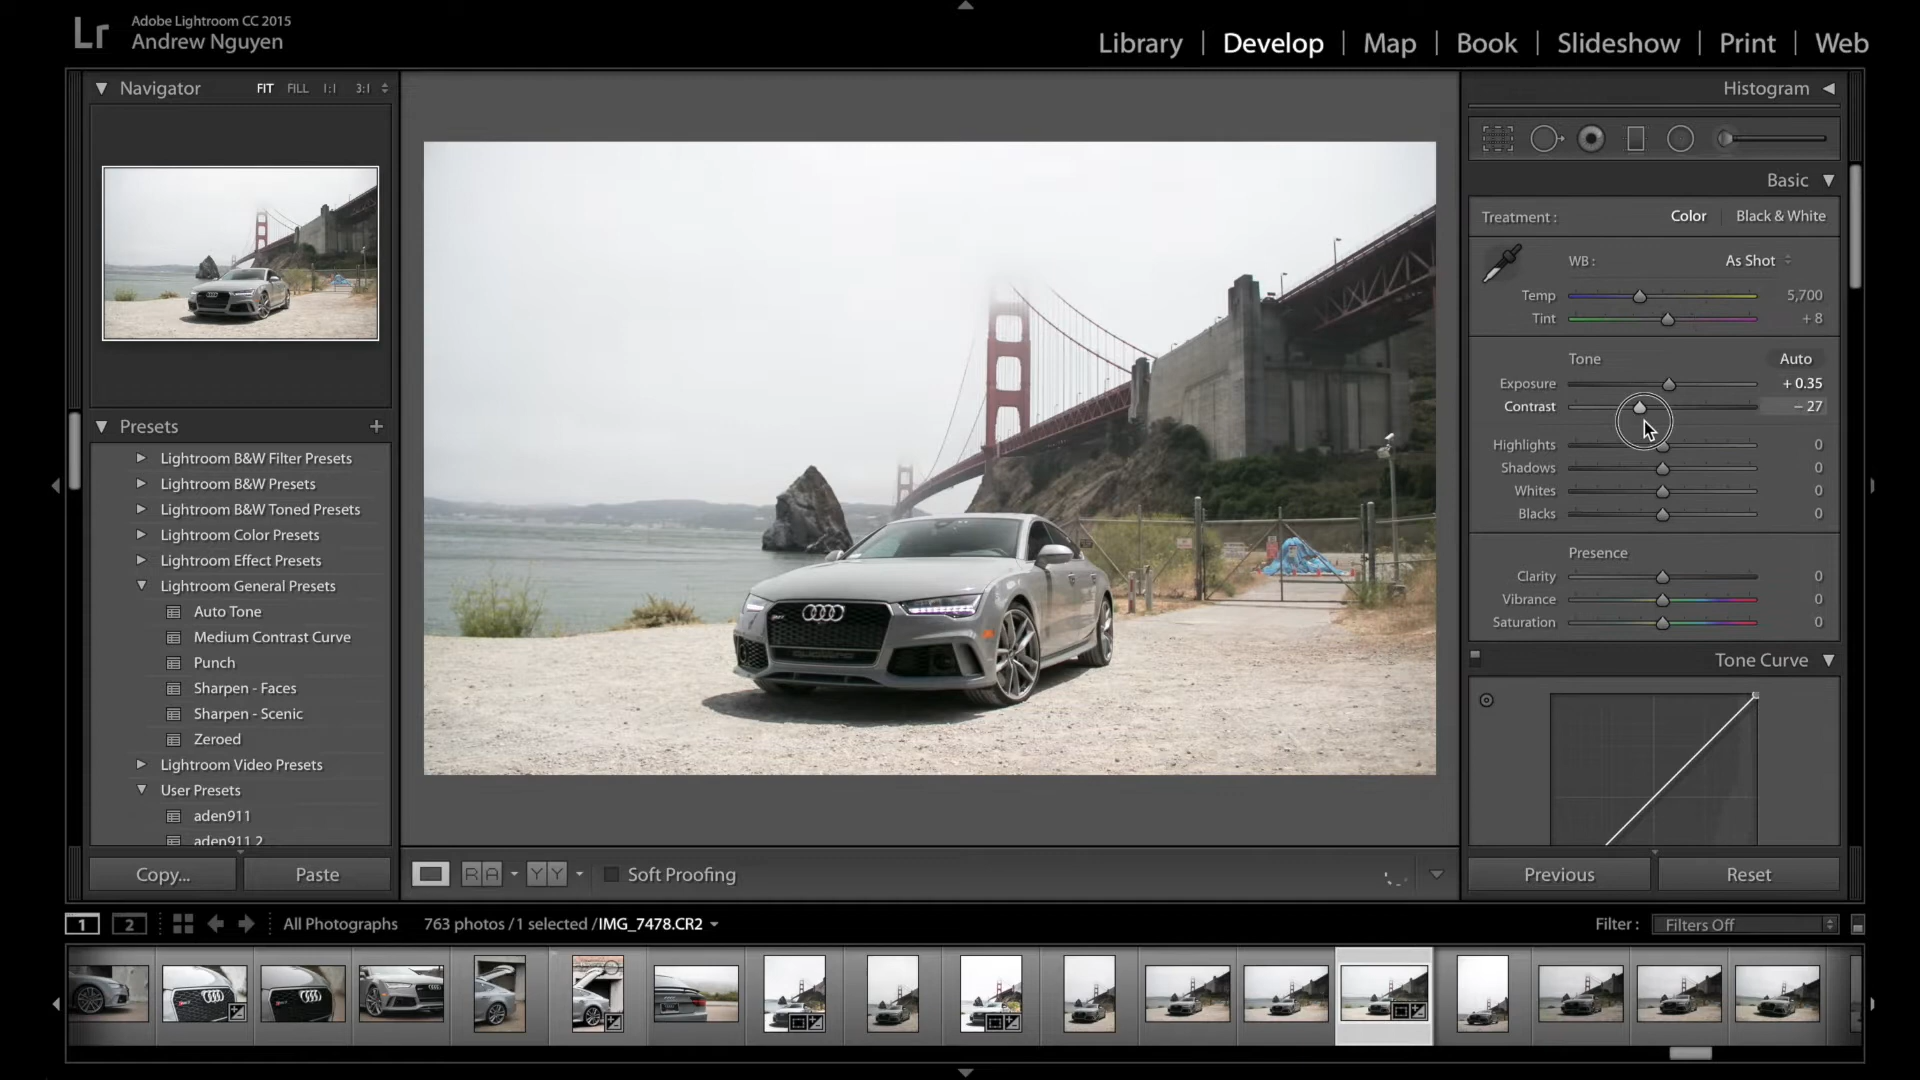 Lr
Adobe Lightroom CC 2015
Andrew Nguyen
Library | Develop | Map | Book | Slideshow | Print | Web
Navigator FIT FILL 1:1 3:1
Histogram
Basic
Treatment : Color Black & White
WB : As Shot
Temp 5,700
Tint + 8
Tone Auto
Exposure + 0.35
Contrast – 27
Highlights 0
Shadows 0
Whites 0
Blacks 0
Presence
Clarity 0
Vibrance 0
Saturation 0
Tone Curve
Presets +
Lightroom B&W Filter Presets
Lightroom B&W Presets
Lightroom B&W Toned Presets
Lightroom Color Presets
Lightroom Effect Presets
Lightroom General Presets
Auto Tone
Medium Contrast Curve
Punch
Sharpen - Faces
Sharpen - Scenic
Zeroed
Lightroom Video Presets
User Presets
aden911
aden911 2
Copy... Paste
R A Y Y Soft Proofing
Previous Reset
1 2 All Photographs 763 photos / 1 selected / IMG_7478.CR2
Filter : Filters Off